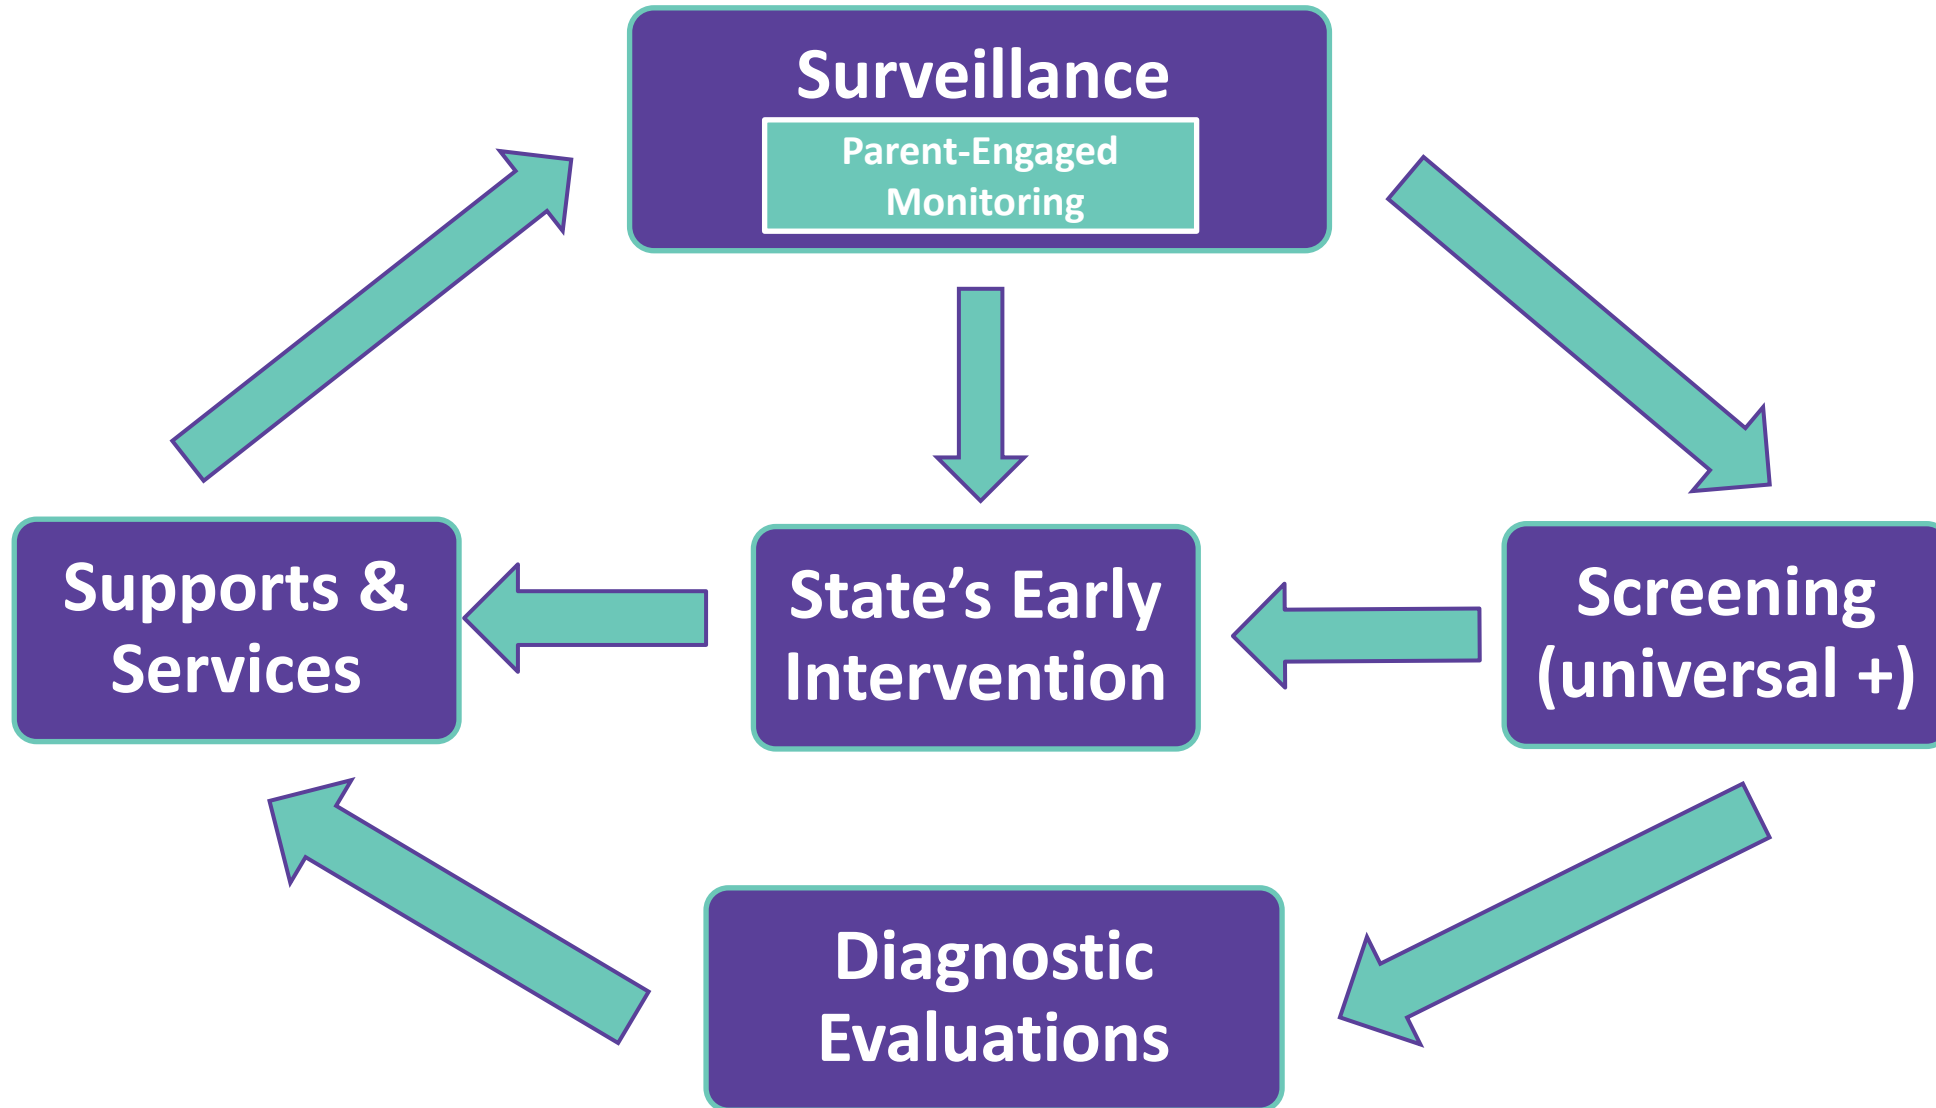 Surveillance
Parent-Engaged
Monitoring
Supports &
Services
State’s Early
Intervention
Screening
(universal +)
Diagnostic
Evaluations